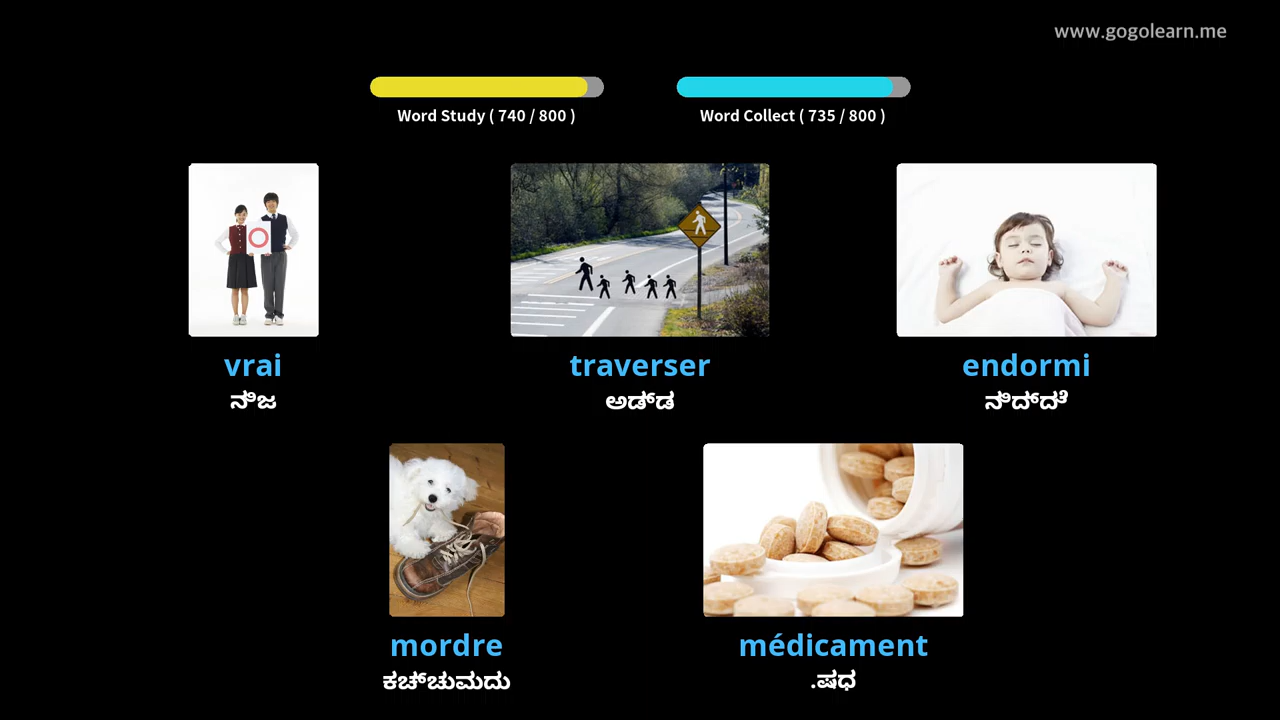 www.gogolearn.me
Word Study ( 740 / 800 )
Word Collect ( 735 / 800 )
vrai
ನಿಜ
traverser
ಅಡ್ಡ
endormi
ನಿದ್ದೆ
mordre
ಕಚ್ಚುಮದು
médicament
.ಷಧ